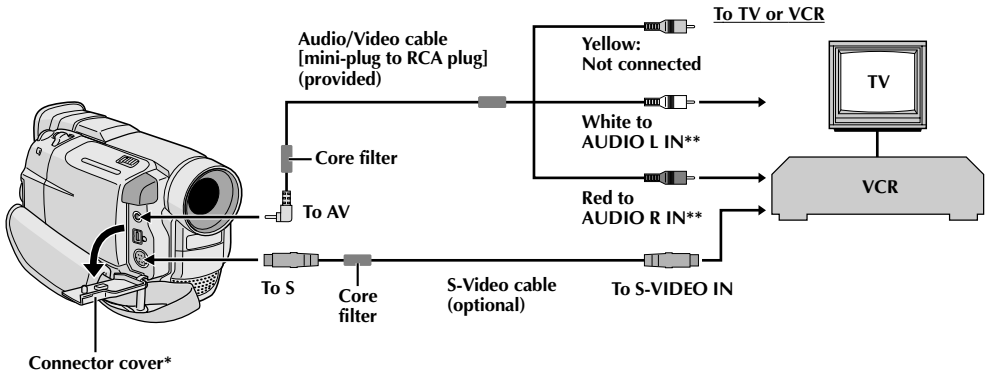 To TV or VCR
Audio/Video cable
[mini-plug to RCA plug]
(provided)
Yellow:
Not connected
TV
White to
AUDIO L IN**
Core filter
VCR
Red to
AUDIO R IN**
To AV
To S
Core
filter
S-Video cable
(optional)
To S-VIDEO IN
Connector cover*